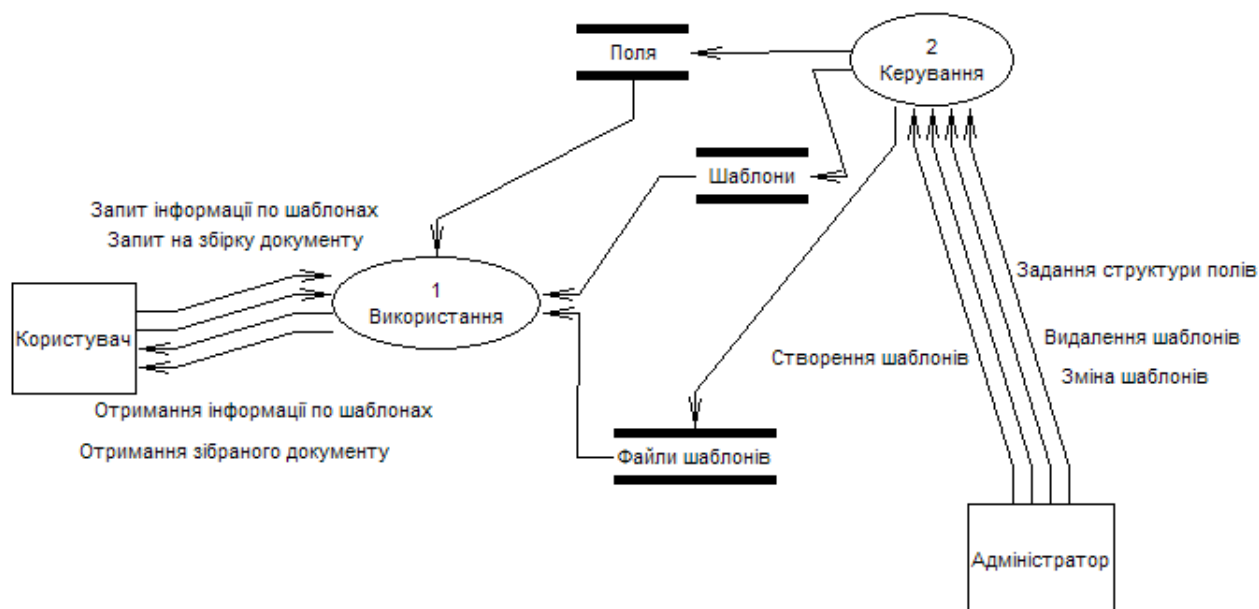 Поля
2
Керування
Шаблони
Запит інформації по шаблонах
Запит на збірку документу
1
Використання
Користувач
Задання структури полів
Видалення шаблонів
Створення шаблонів
Зміна шаблонів
Отримання інформації по шаблонах
Отримання зібраного документу
Файли шаблонів
Адміністратор